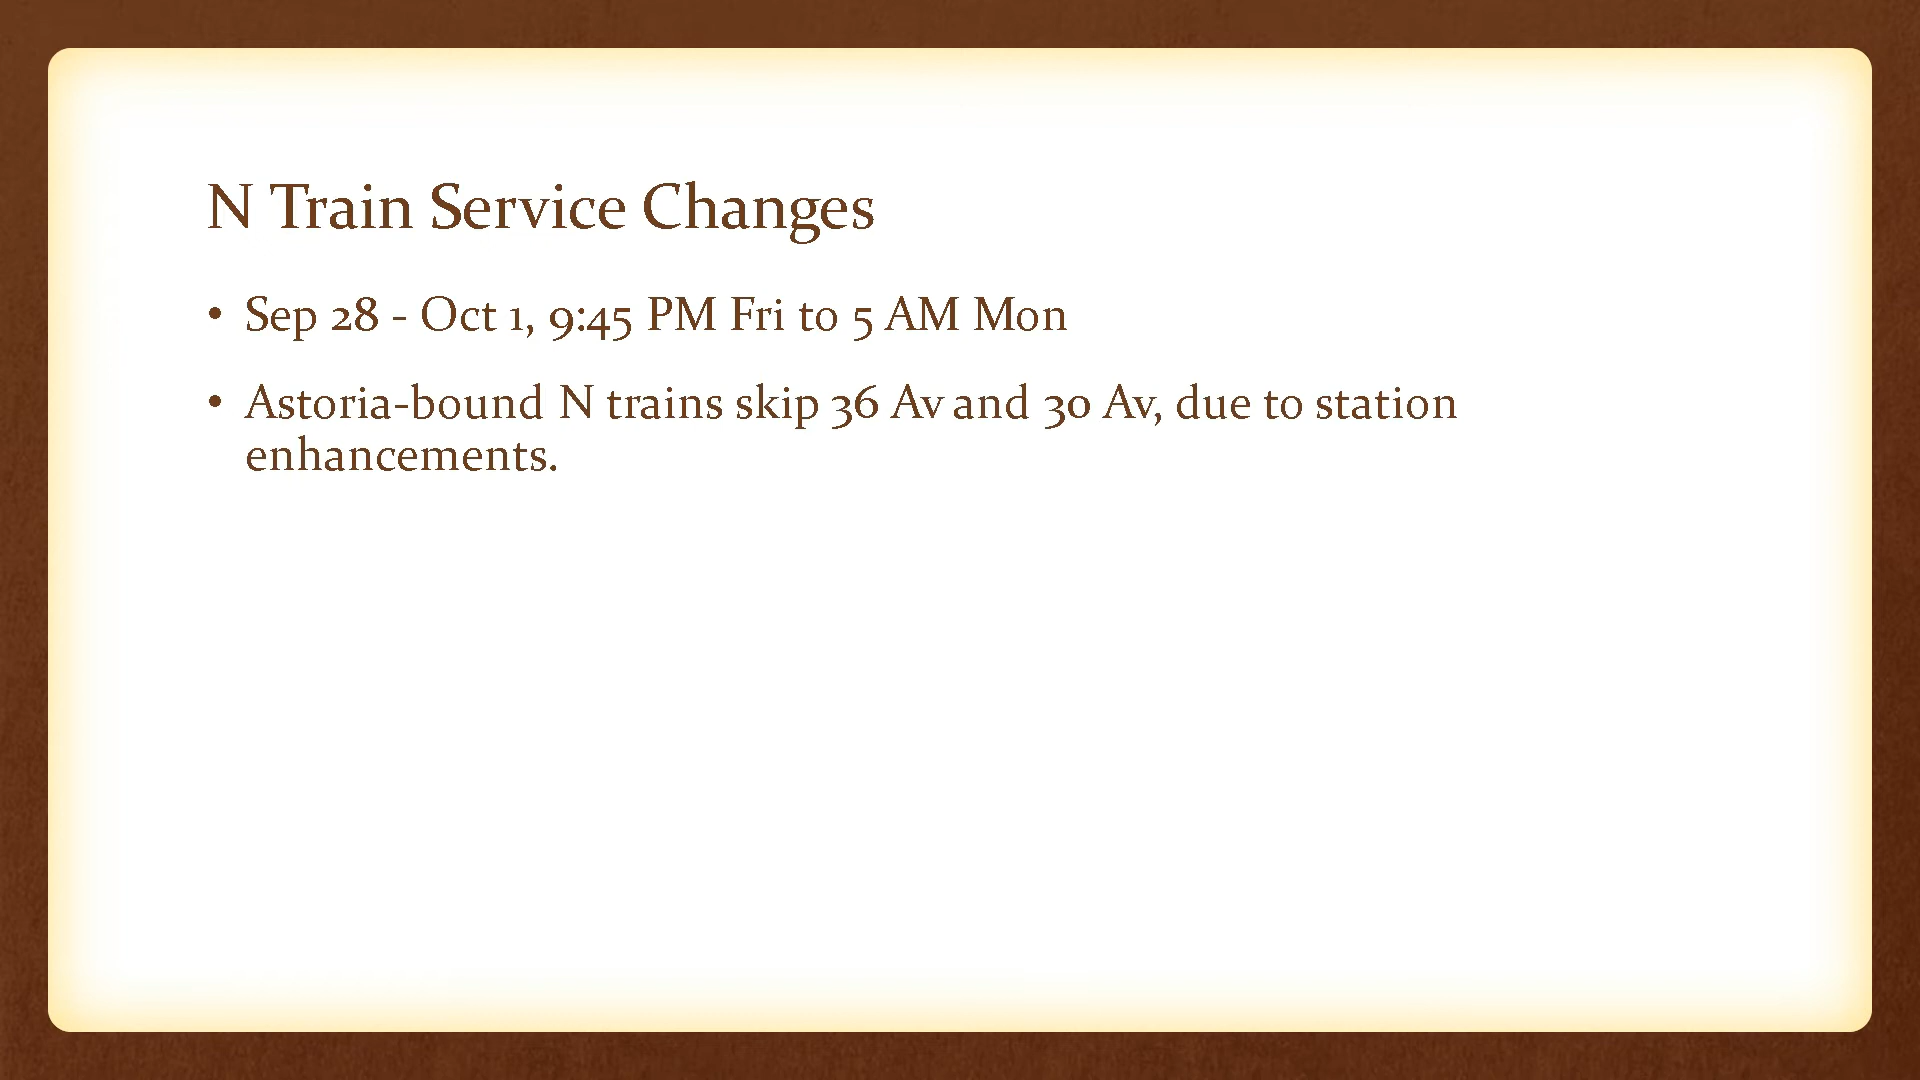 N Train Service Changes
• Sep 28 - Oct 1, 9:45 PM Fri to 5 AM Mon
• Astoria-bound N trains skip 36 Av and 30 Av, due to station
enhancements.